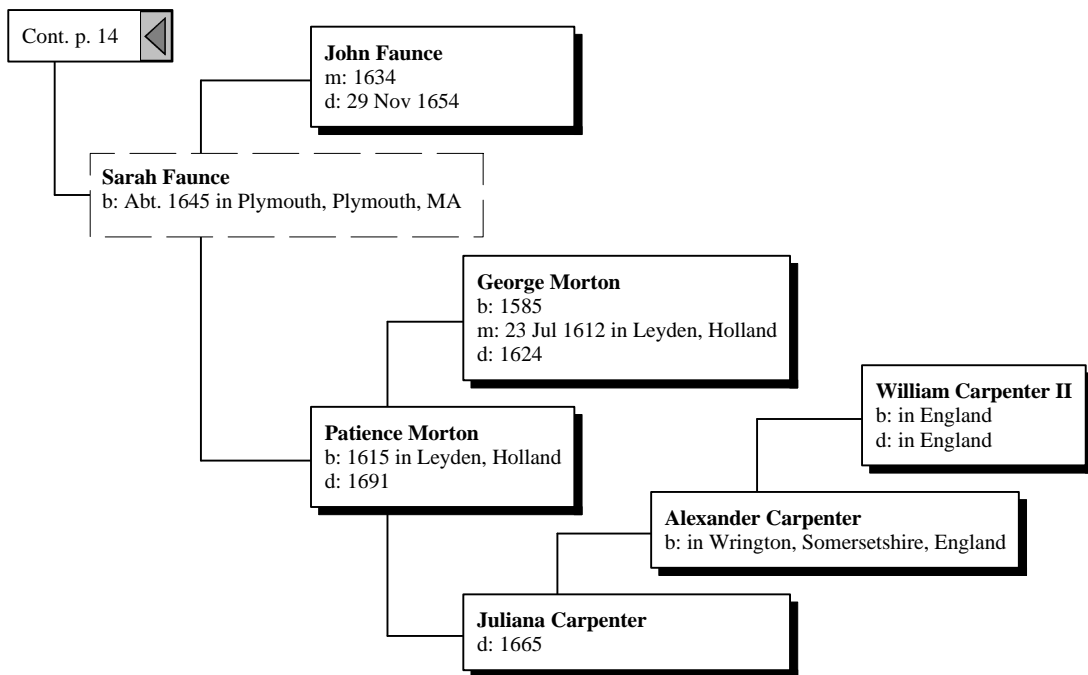 Cont. p. 14
John Faunce
m: 1634
d: 29 Nov 1654
Sarah Faunce
b: Abt. 1645 in Plymouth, Plymouth, MA
George Morton
b: 1585
m: 23 Jul 1612 in Leyden, Holland
d: 1624
William Carpenter II
b: in England
d: in England
Patience Morton
b: 1615 in Leyden, Holland
d: 1691
Alexander Carpenter
b: in Wrington, Somersetshire, England
Juliana Carpenter
d: 1665